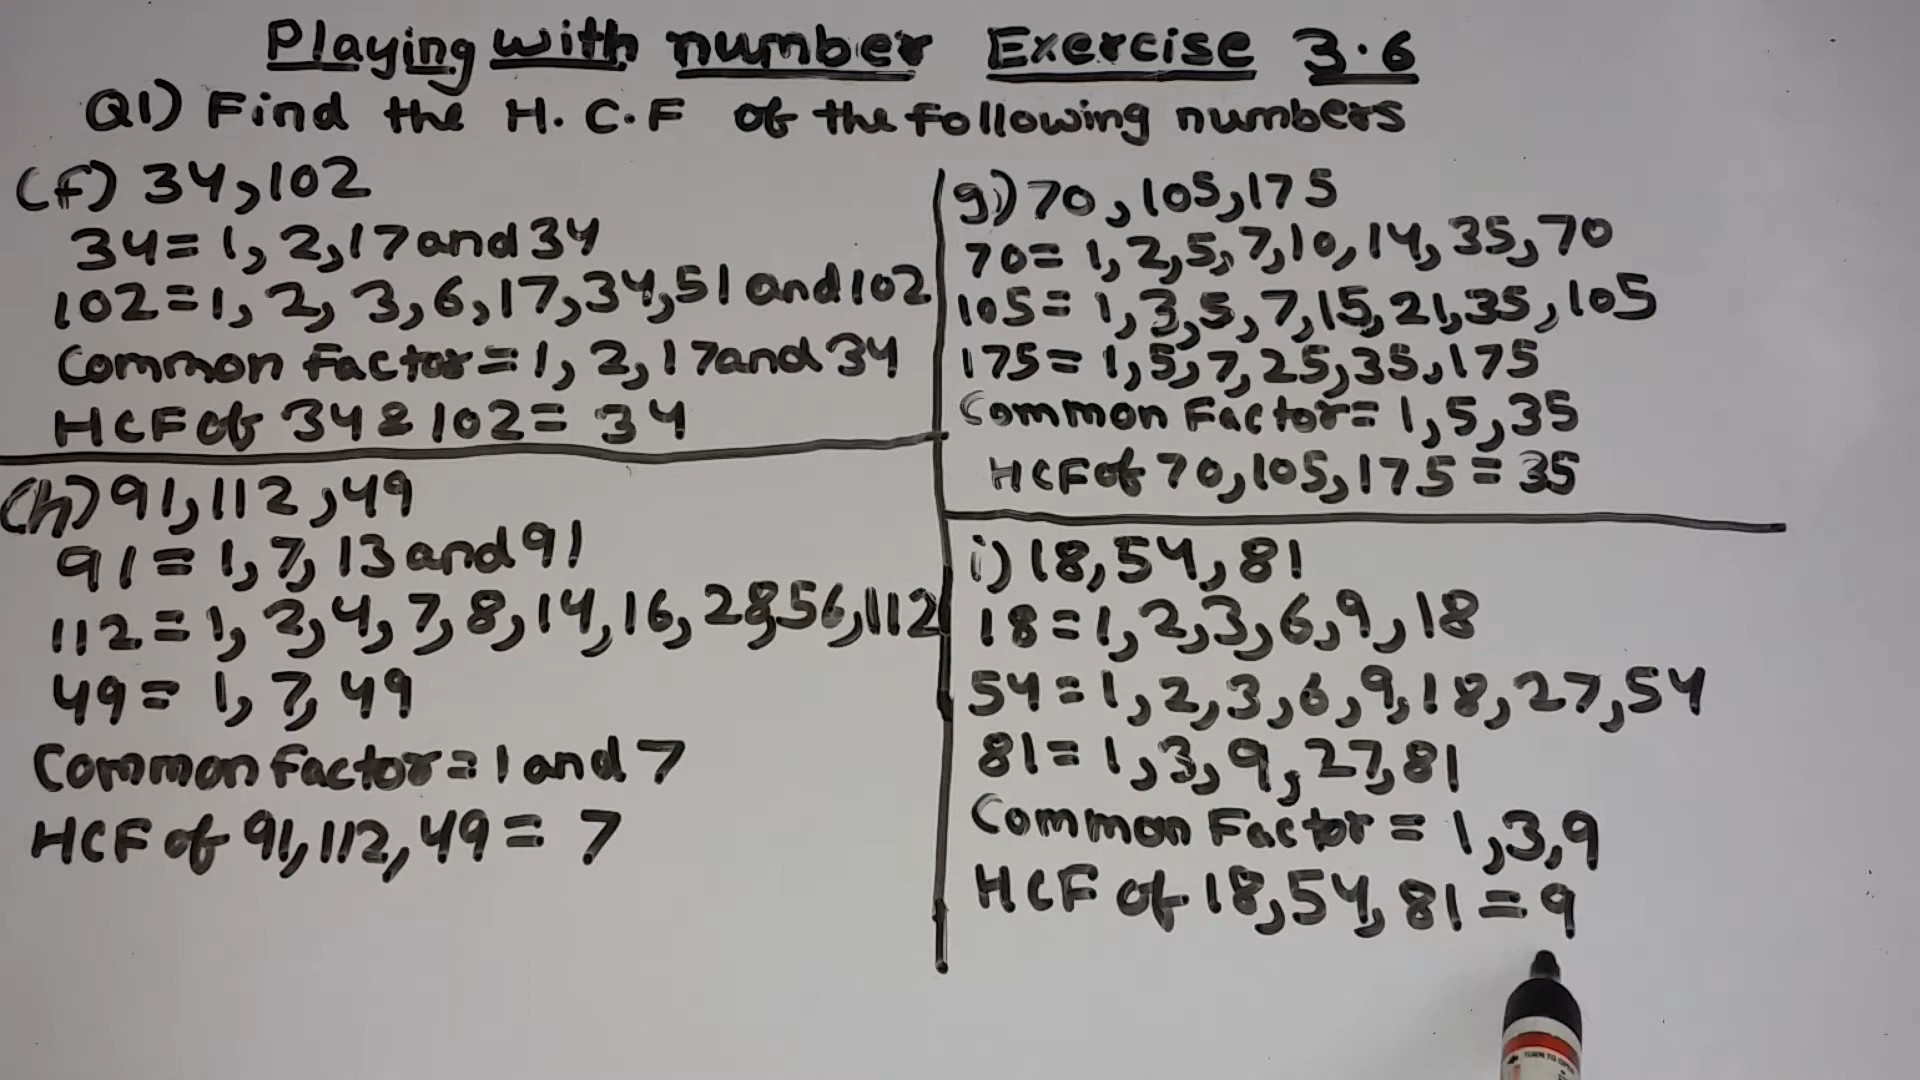 Playing with number Exercise 3.6
Q1) Find the H.C.F of the following numbers
(f) 34,102
34=1,2,17 and 34
102=1,2,3,6,17,34,51 and 102
Common Factor=1,2,17 and 34
HCF of 34 & 102= 34
g) 70,105,175
70= 1,2,5,7,10,14,35,70
105= 1,3,5,7,15,21,35,105
175= 1,5,7,25,35,175
Common Factor= 1,5,35
HCF of 70,105,175=35
(h) 91,112,49
91= 1,7,13 and 91
112=1,2,4,7,8,14,16,28,56,112
49= 1,7,49
Common factor= 1 and 7
HCF of 91,112,49= 7
i) 18,54,81
18=1,2,3,6,9,18
54=1,2,3,6,9,18,27,54
81=1,3,9,27,81
Common Factor= 1,3,9
HCF of 18,54,81=9